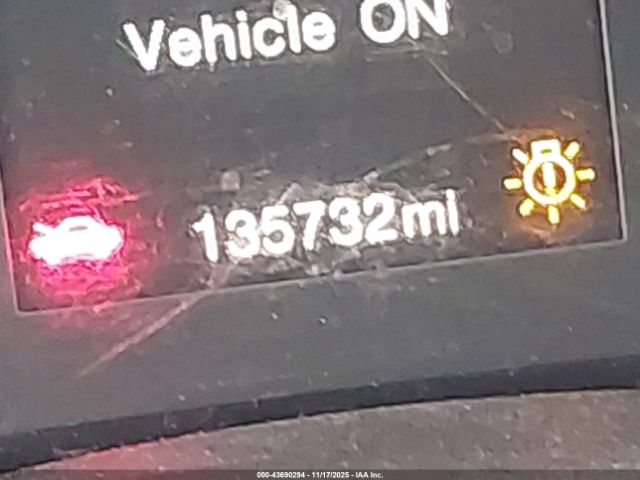 Vehicle ON
135732mi
000-43690294 - 11/17/2025 - IAA Inc.